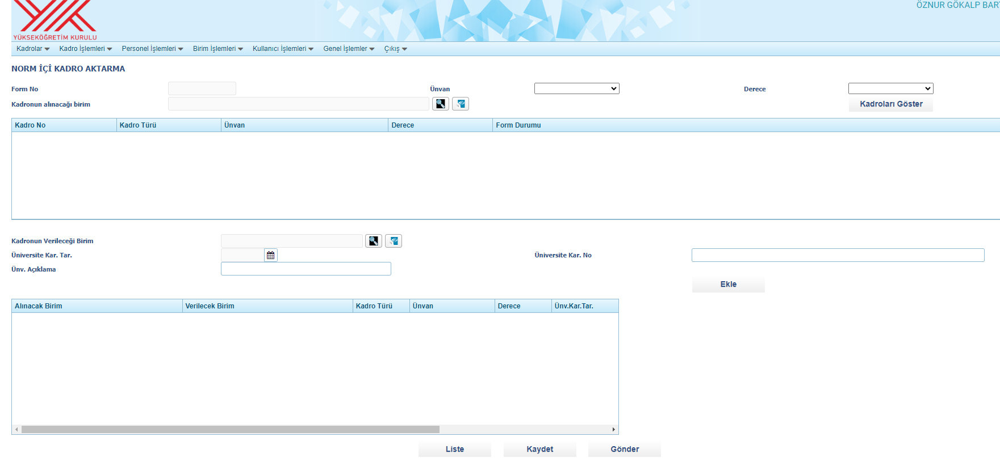 ÖZNUR GÖKALP BAR
YÜKSEKÖĞRETİM KURULU
Kadrolar Kadro İşlemleri Personel İşlemleri Birim İşlemleri Kullanıcı İşlemleri Genel İşlemler Çıkış
NORM İÇİ KADRO AKTARMA
Form No Ünvan Derece
Kadronun alınacağı birim Kadroları Göster
Kadro No Kadro Türü Ünvan Derece Form Durumu
Kadronun Verileceği Birim
Üniversite Kar. Tar. Üniversite Kar. No
Ünv. Açıklama
Ekle
Alınacak Birim Verilecek Birim Kadro Türü Ünvan Derece Ünv.Kar.Tar.
Liste Kaydet Gönder